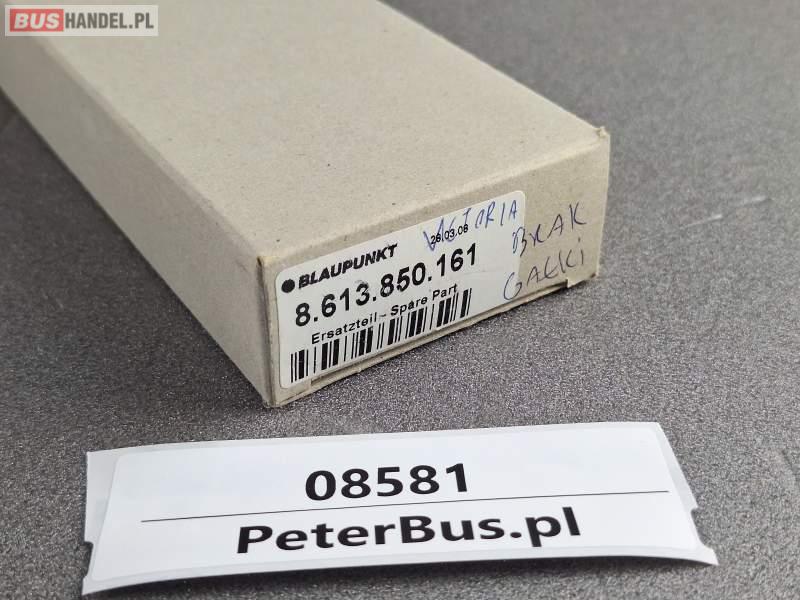 BUSHANDEL.PL
VICTORIA
BLAUPUNKT 26.03.08
8.613.850.161
Ersatzteil - Spare Part
BRAK
GAŁKI
08581
PeterBus.pl